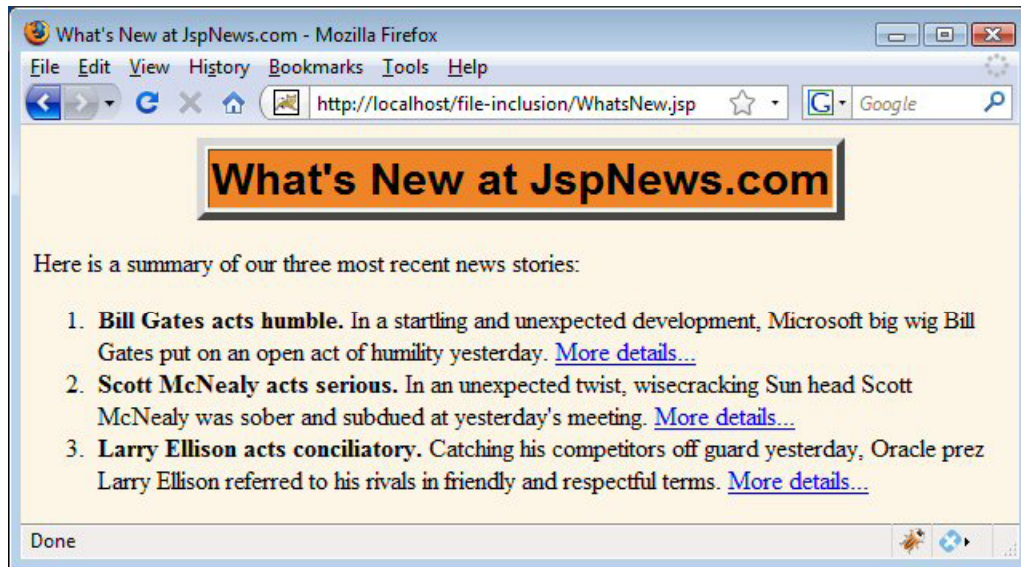 What's New at JspNews.com - Mozilla Firefox
File Edit View History Bookmarks Tools Help
http://localhost/file-inclusion/WhatsNew.jsp G Google
What's New at JspNews.com
Here is a summary of our three most recent news stories:
1. Bill Gates acts humble. In a startling and unexpected development, Microsoft big wig Bill
Gates put on an open act of humility yesterday. More details...
2. Scott McNealy acts serious. In an unexpected twist, wisecracking Sun head Scott
McNealy was sober and subdued at yesterday's meeting. More details...
3. Larry Ellison acts conciliatory. Catching his competitors off guard yesterday, Oracle prez
Larry Ellison referred to his rivals in friendly and respectful terms. More details...
Done